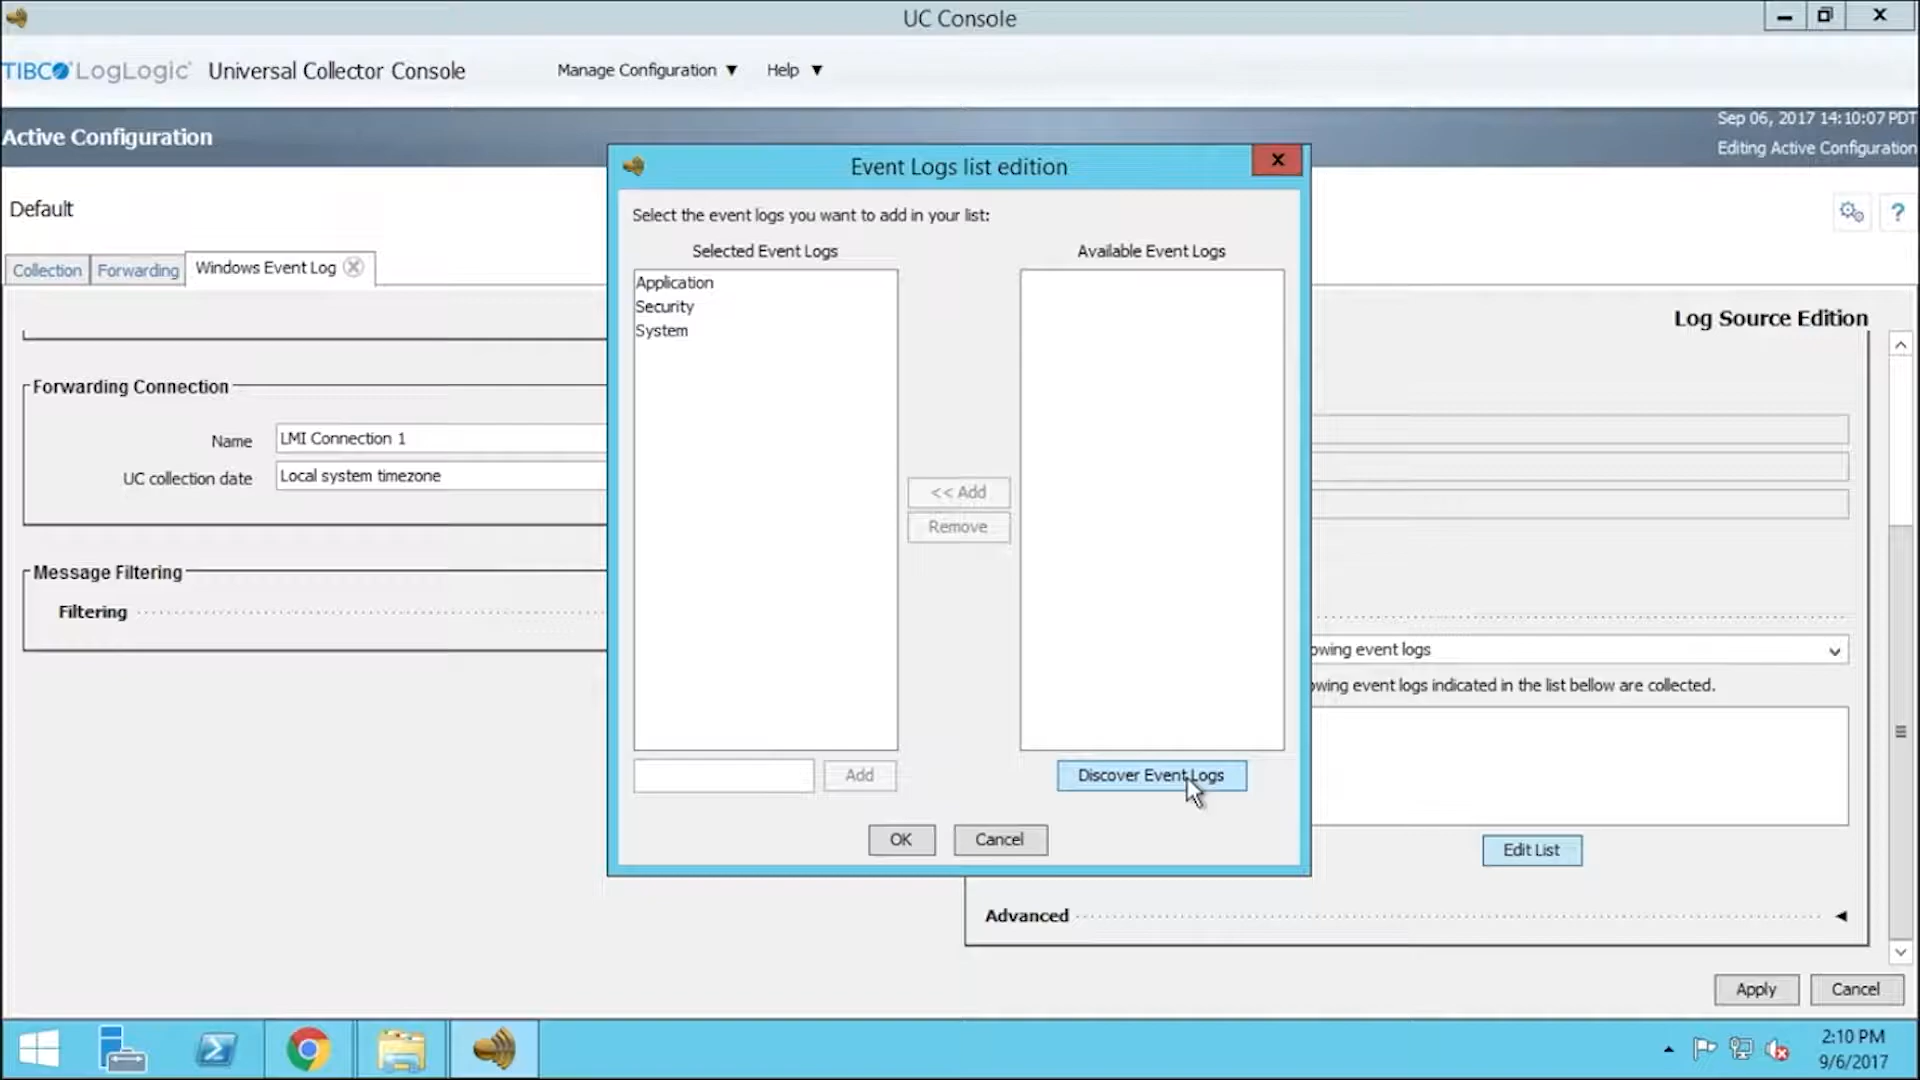 UC Console
TIBCO LogLogic Universal Collector Console
Manage Configuration ▼ Help ▼
Active Configuration
Sep 06, 2017 14:10:07 PDT
Editing Active Configuration
Default
Collection
Forwarding
Windows Event Log
Log Source Edition
Forwarding Connection
Name LMI Connection 1
UC collection date Local system timezone
Message Filtering
Filtering
Event Logs list edition
Select the event logs you want to add in your list:
Selected Event Logs
Available Event Logs
Application
Security
System
<< Add
Remove
Add
Discover Event Logs
OK
Cancel
owing event logs
owing event logs indicated in the list bellow are collected.
Edit List
Advanced
Apply
Cancel
2:10 PM
9/6/2017